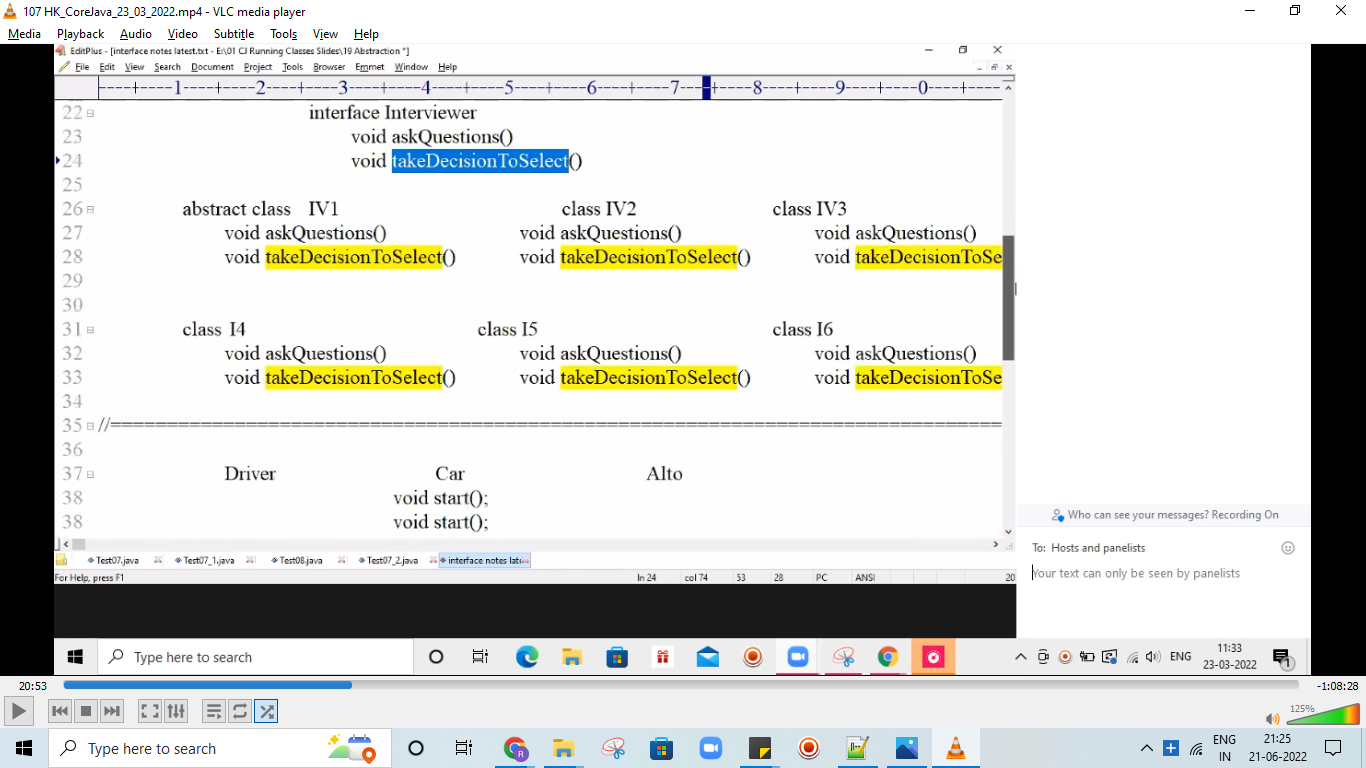 107 HK_CoreJava_23_03_2022.mp4 - VLC media player
Media Playback Audio Video Subtitle Tools View Help
EditPlus - [interface notes latest.txt - E:\01 CJ Running Classes Slides\19 Abstraction *]
File Edit View Search Document Project Tools Browser Emmet Window Help
----+----1----+----2----+----3----+----4----+----5----+----6----+----7----+----8----+----9----+----0----+----
22 interface Interviewer
23 void askQuestions()
24 void takeDecisionToSelect()
25
26 abstract class IV1 class IV2 class IV3
27 void askQuestions() void askQuestions() void askQuestions()
28 void takeDecisionToSelect() void takeDecisionToSelect() void takeDecisionToSe
29
30
31 class I4 class I5 class I6
32 void askQuestions() void askQuestions() void askQuestions()
33 void takeDecisionToSelect() void takeDecisionToSelect() void takeDecisionToSe
34
35 //==============================================================================
36
37 Driver Car Alto
38 void start();
38 void start();
Who can see your messages? Recording On
To: Hosts and panelists
Your text can only be seen by panelists
Test07.java Test07_1.java Test08.java Test07_2.java interface notes late
For Help, press F1 ln 24 col 74 53 28 PC ANSI 20
Type here to search ENG 11:33
23-03-2022 1
20:53 -1:08:28
125%
Type here to search ENG 21:25
IN 21-06-2022